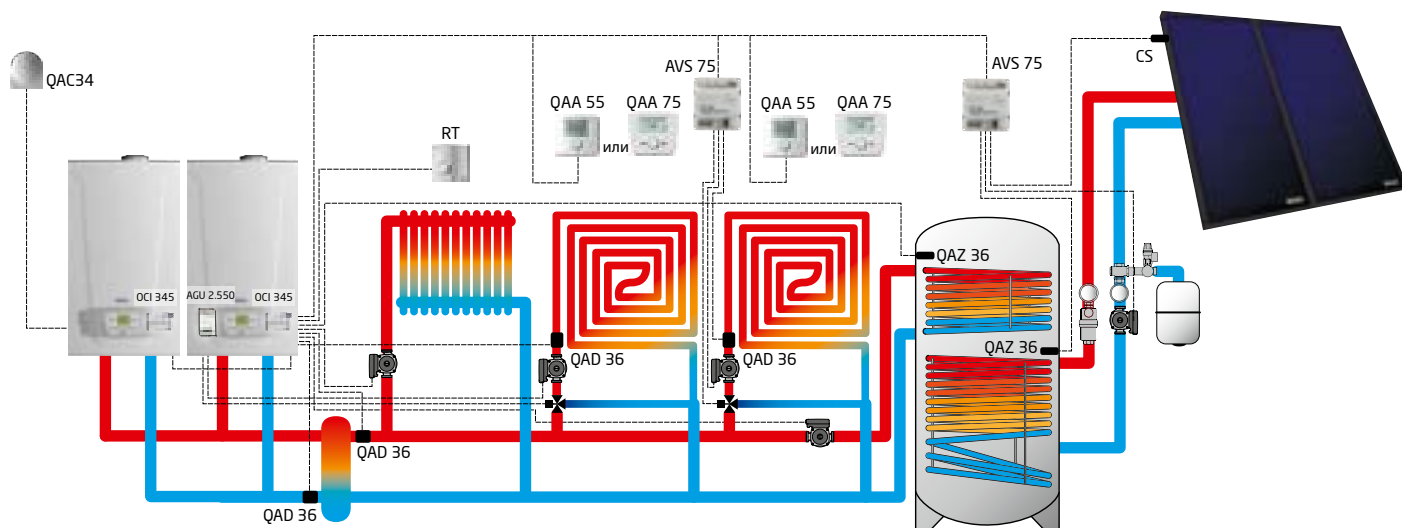 CS
AVS 75
AVS 75
QAC34
QAA 55
или
QAA 75
QAA 55
или
QAA 75
RT
QAZ 36
OCI 345
AGU 2.550
OCI 345
QAZ 36
QAD 36
QAD 36
QAD 36
QAD 36